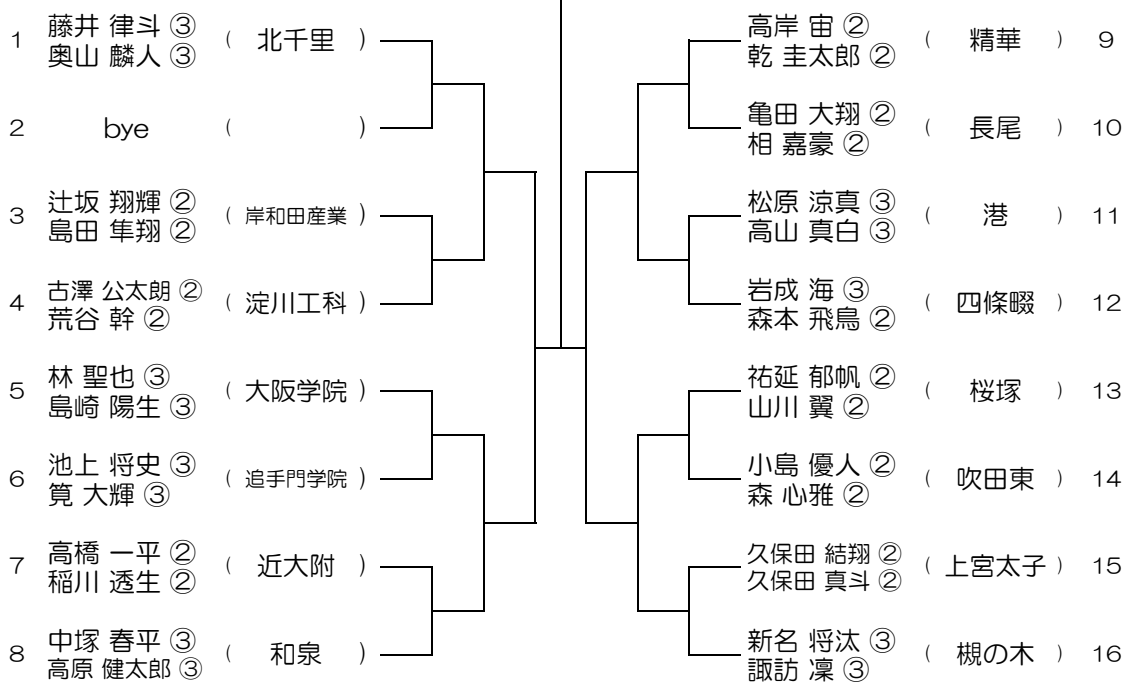 1 藤井 律斗 ③ ( 北千里 )
奥山 麟人 ③
2 bye ( )
3 辻坂 翔輝 ② ( 岸和田産業 )
島田 隼翔 ②
4 古澤 公太朗 ② ( 淀川工科 )
荒谷 幹 ②
5 林 聖也 ③ ( 大阪学院 )
島崎 陽生 ③
6 池上 将史 ③ ( 追手門学院 )
筧 大輝 ③
7 高橋 一平 ② ( 近大附 )
稲川 透生 ②
8 中塚 春平 ③ ( 和泉 )
高原 健太郎 ③
高岸 宙 ② ( 精華 ) 9
乾 圭太郎 ②
亀田 大翔 ② ( 長尾 ) 10
相 嘉豪 ②
松原 涼真 ③ ( 港 ) 11
高山 真白 ③
岩成 海 ③ ( 四條畷 ) 12
森本 飛鳥 ②
祐延 郁帆 ② ( 桜塚 ) 13
山川 翼 ②
小島 優人 ② ( 吹田東 ) 14
森 心雅 ②
久保田 結翔 ② ( 上宮太子 ) 15
久保田 真斗 ②
新名 将汰 ③ ( 槻の木 ) 16
諏訪 凜 ③